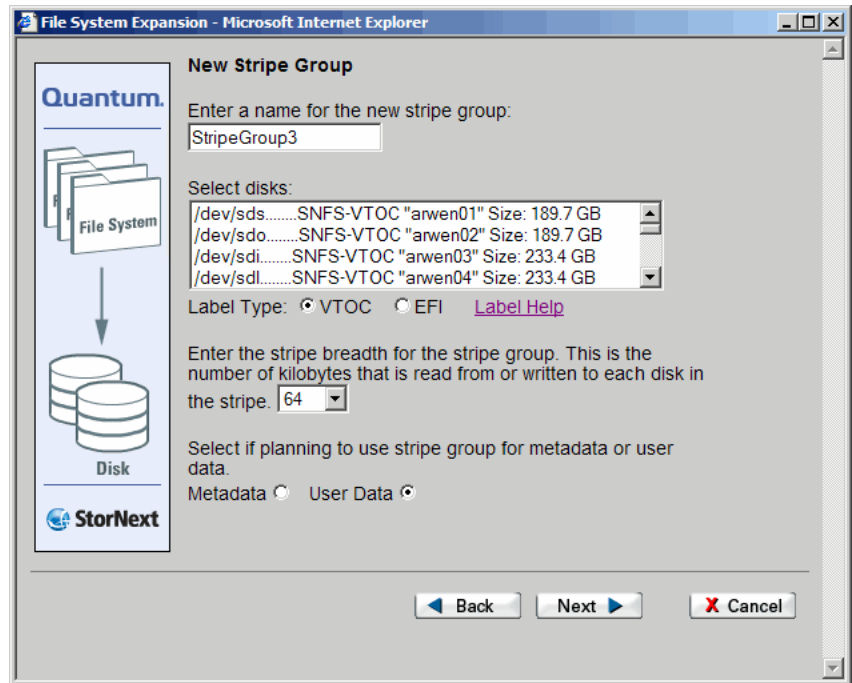 File System Expansion - Microsoft Internet Explorer
Quantum.
File System
Disk
StorNext
New Stripe Group
Enter a name for the new stripe group:
StripeGroup3
Select disks:
/dev/sds........SNFS-VTOC "arwen01" Size: 189.7 GB
/dev/sdo........SNFS-VTOC "arwen02" Size: 189.7 GB
/dev/sdi........SNFS-VTOC "arwen03" Size: 233.4 GB
/dev/sdl........SNFS-VTOC "arwen04" Size: 233.4 GB
Label Type: VTOC EFI Label Help
Enter the stripe breadth for the stripe group. This is the
number of kilobytes that is read from or written to each disk in
the stripe. 64
Select if planning to use stripe group for metadata or user
data.
Metadata User Data
Back Next X Cancel